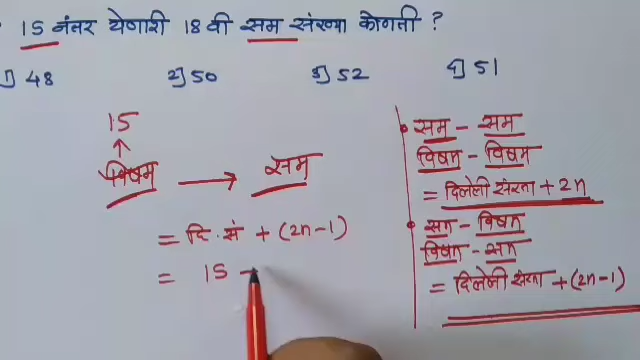 15 नंतर येणारी 18 वी सम संख्या कोणती ?
1] 48 2] 50 3] 52 4] 51
15
↑
विषम → सम
= दि. सं + (2n-1)
= 15 -
• सम - सम
विषम - विषम
= दिलेली संख्या + 2n
• सम - विषम
विषम - सम
= दिलेली संख्या + (2n-1)